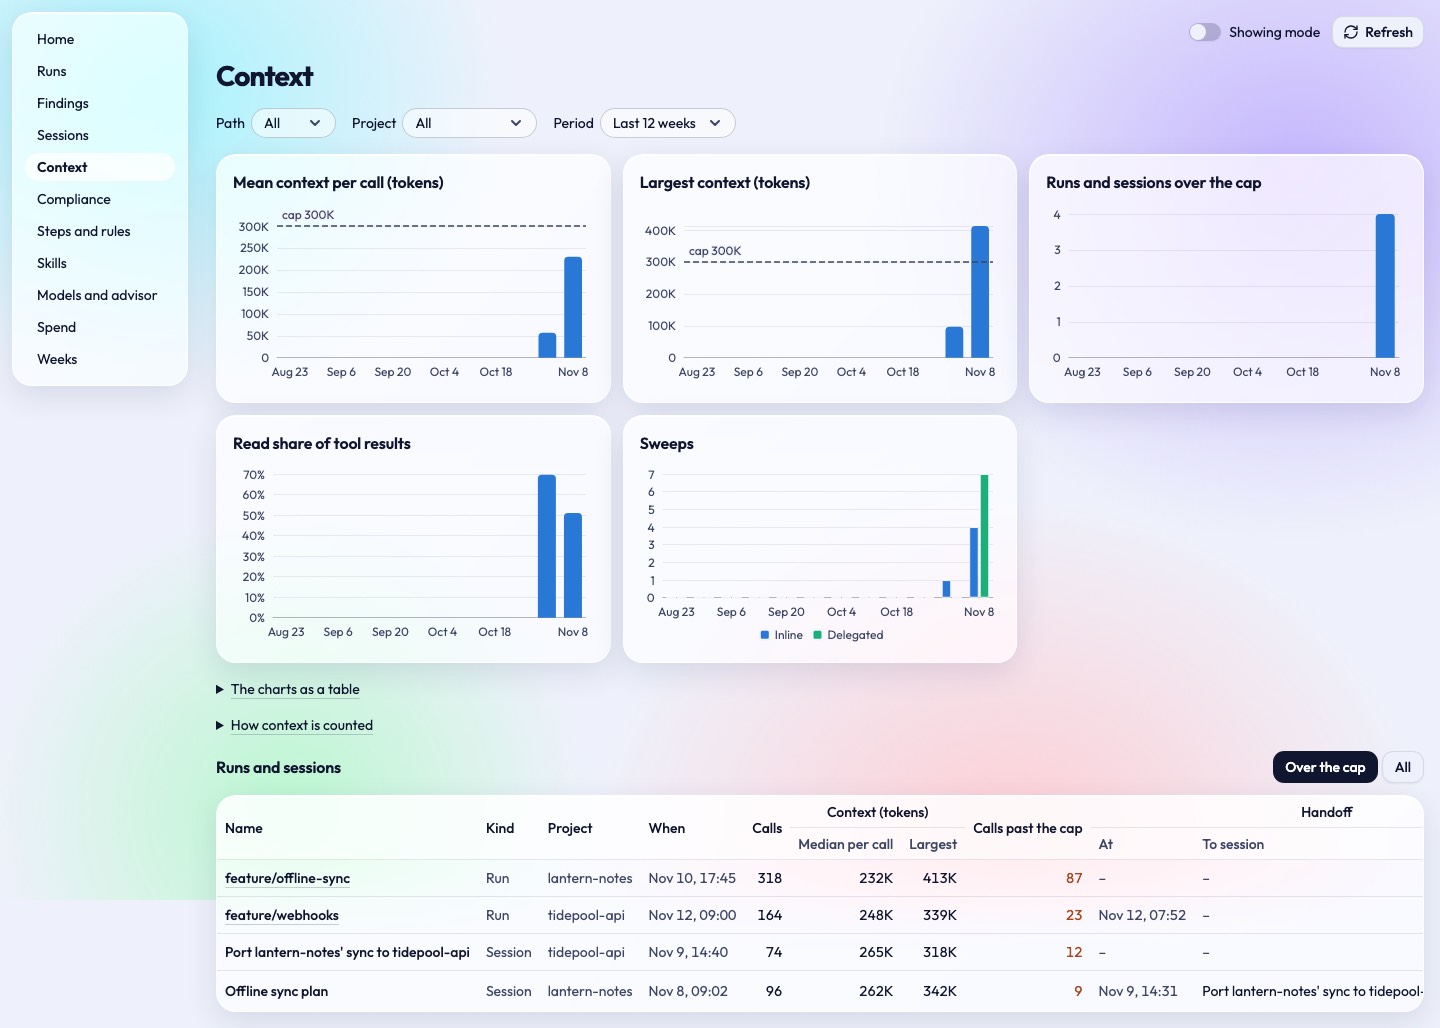 Home
Runs
Findings
Sessions
Context
Compliance
Steps and rules
Skills
Models and advisor
Spend
Weeks
Showing mode
Refresh
Context
Path All Project All Period Last 12 weeks
Mean context per call (tokens)
cap 300K
300K
250K
200K
150K
100K
50K
0
Aug 23 Sep 6 Sep 20 Oct 4 Oct 18 Nov 8
Largest context (tokens)
400K
cap 300K
300K
200K
100K
0
Aug 23 Sep 6 Sep 20 Oct 4 Oct 18 Nov 8
Runs and sessions over the cap
4
3
2
1
0
Aug 23 Sep 6 Sep 20 Oct 4 Oct 18 Nov 8
Read share of tool results
70%
60%
50%
40%
30%
20%
10%
0%
Aug 23 Sep 6 Sep 20 Oct 4 Oct 18 Nov 8
Sweeps
7
6
5
4
3
2
1
0
Aug 23 Sep 6 Sep 20 Oct 4 Oct 18 Nov 8
Inline Delegated
The charts as a table
How context is counted
Runs and sessions
Over the cap All
Context (tokens) Handoff
Name Kind Project When Calls Calls past the cap
Median per call Largest At To session
feature/offline-sync Run lantern-notes Nov 10, 17:45 318 232K 413K 87 – –
feature/webhooks Run tidepool-api Nov 12, 09:00 164 248K 339K 23 Nov 12, 07:52 –
Port lantern-notes' sync to tidepool-api Session tidepool-api Nov 9, 14:40 74 265K 318K 12 – –
Offline sync plan Session lantern-notes Nov 8, 09:02 96 262K 342K 9 Nov 9, 14:31 Port lantern-notes' sync to tidepool-